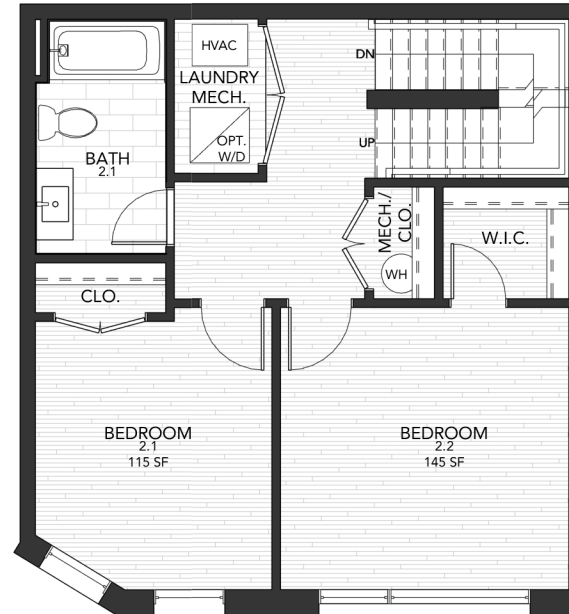 HVAC
LAUNDRY
MECH.
OPT.
W/D
DN
UP
BATH
2.1
MECH./
CLO.
WH
W.I.C.
CLO.
BEDROOM
2.1
115 SF
BEDROOM
2.2
145 SF